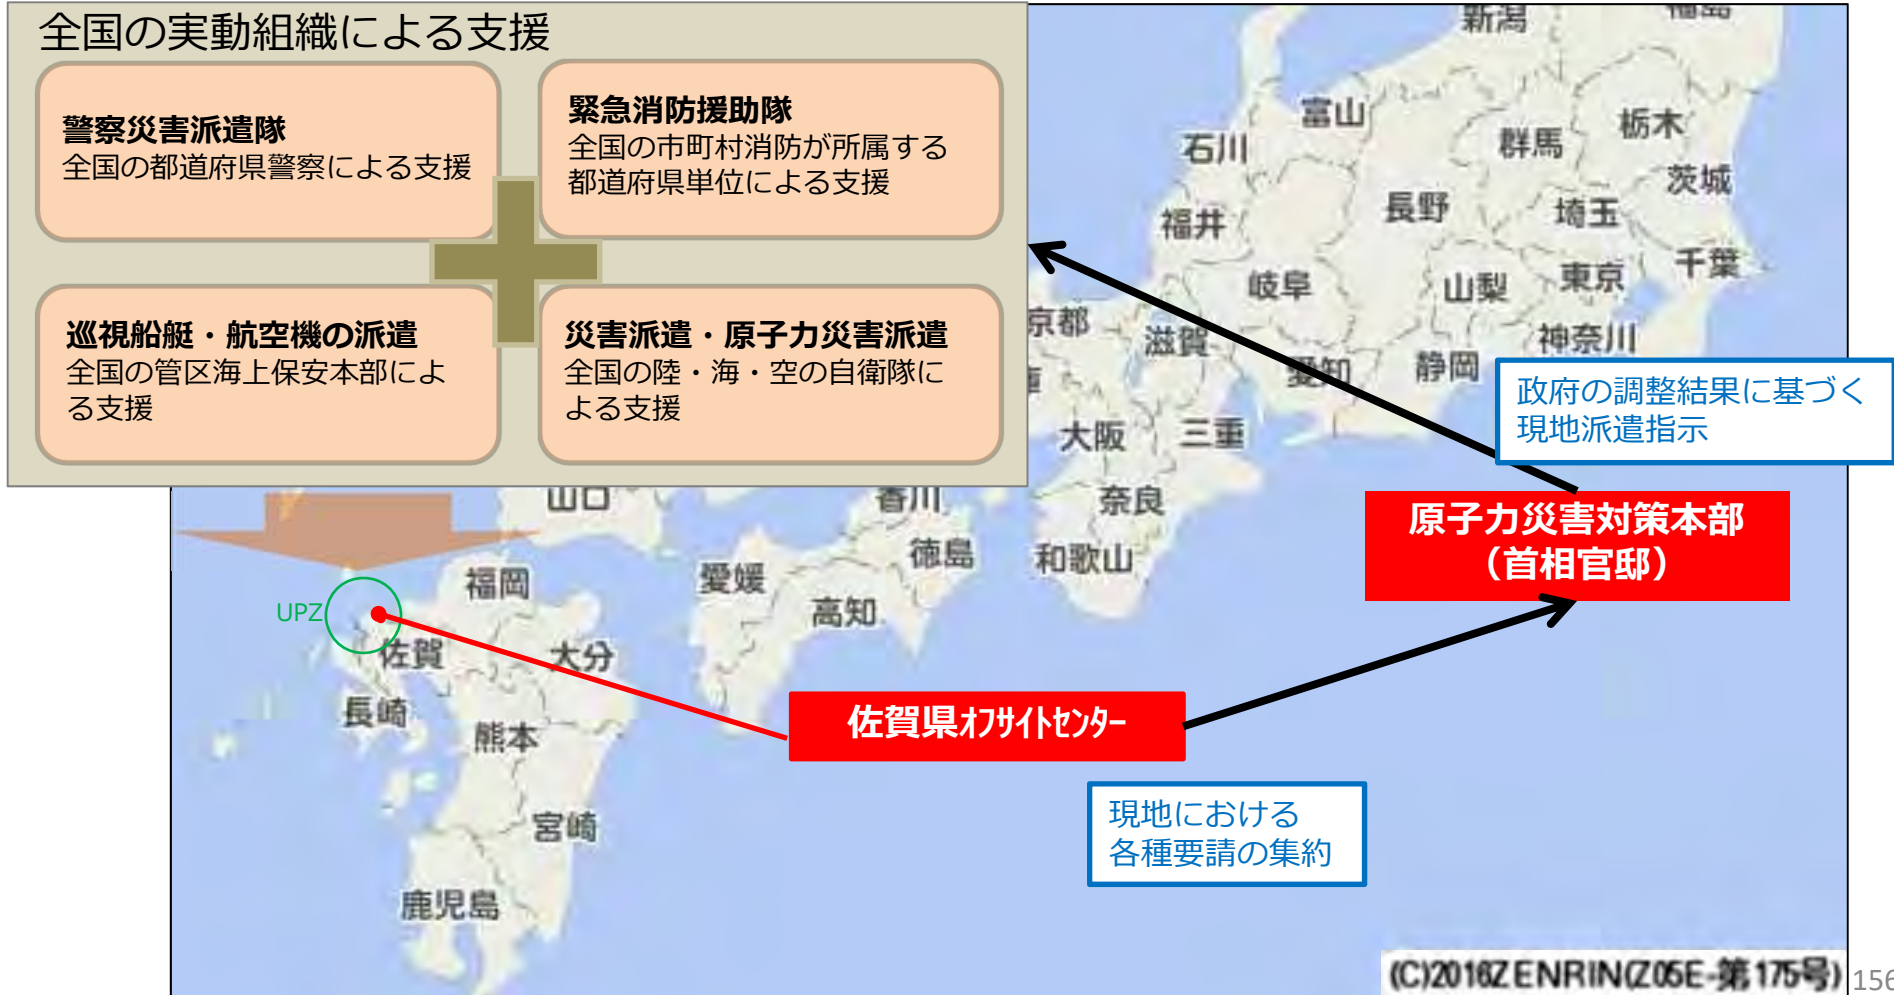 全国の実動組織による支援
警察災害派遣隊
全国の都道府県警察による支援
緊急消防援助隊
全国の市町村消防が所属する
都道府県単位による支援
巡視船艇・航空機の派遣
全国の管区海上保安本部によ
る支援
災害派遣・原子力災害派遣
全国の陸・海・空の自衛隊に
よる支援
新潟
福島
富山
石川
群馬
栃木
茨城
福井
長野
埼玉
千葉
岐阜
山梨
東京
京都
滋賀
愛知
静岡
神奈川
政府の調整結果に基づく
現地派遣指示
大阪
三重
奈良
和歌山
山口
香川
徳島
愛媛
高知
原子力災害対策本部
（首相官邸）
福岡
UPZ
佐賀
大分
長崎
熊本
宮崎
鹿児島
佐賀県ｵﾌｻｲﾄｾﾝﾀｰ
現地における
各種要請の集約
(C)2016ZENRIN(Z05E-第175号)
156